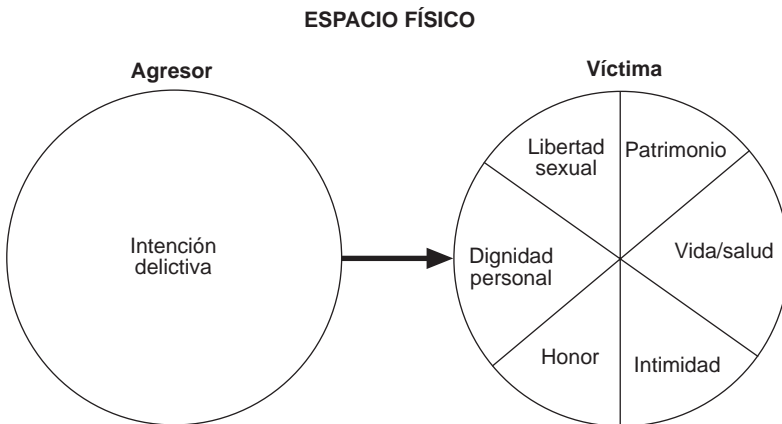 ESPACIO FÍSICO
Agresor
Víctima
Intención
delictiva
Libertad
sexual
Patrimonio
Dignidad
personal
Vida/salud
Honor
Intimidad